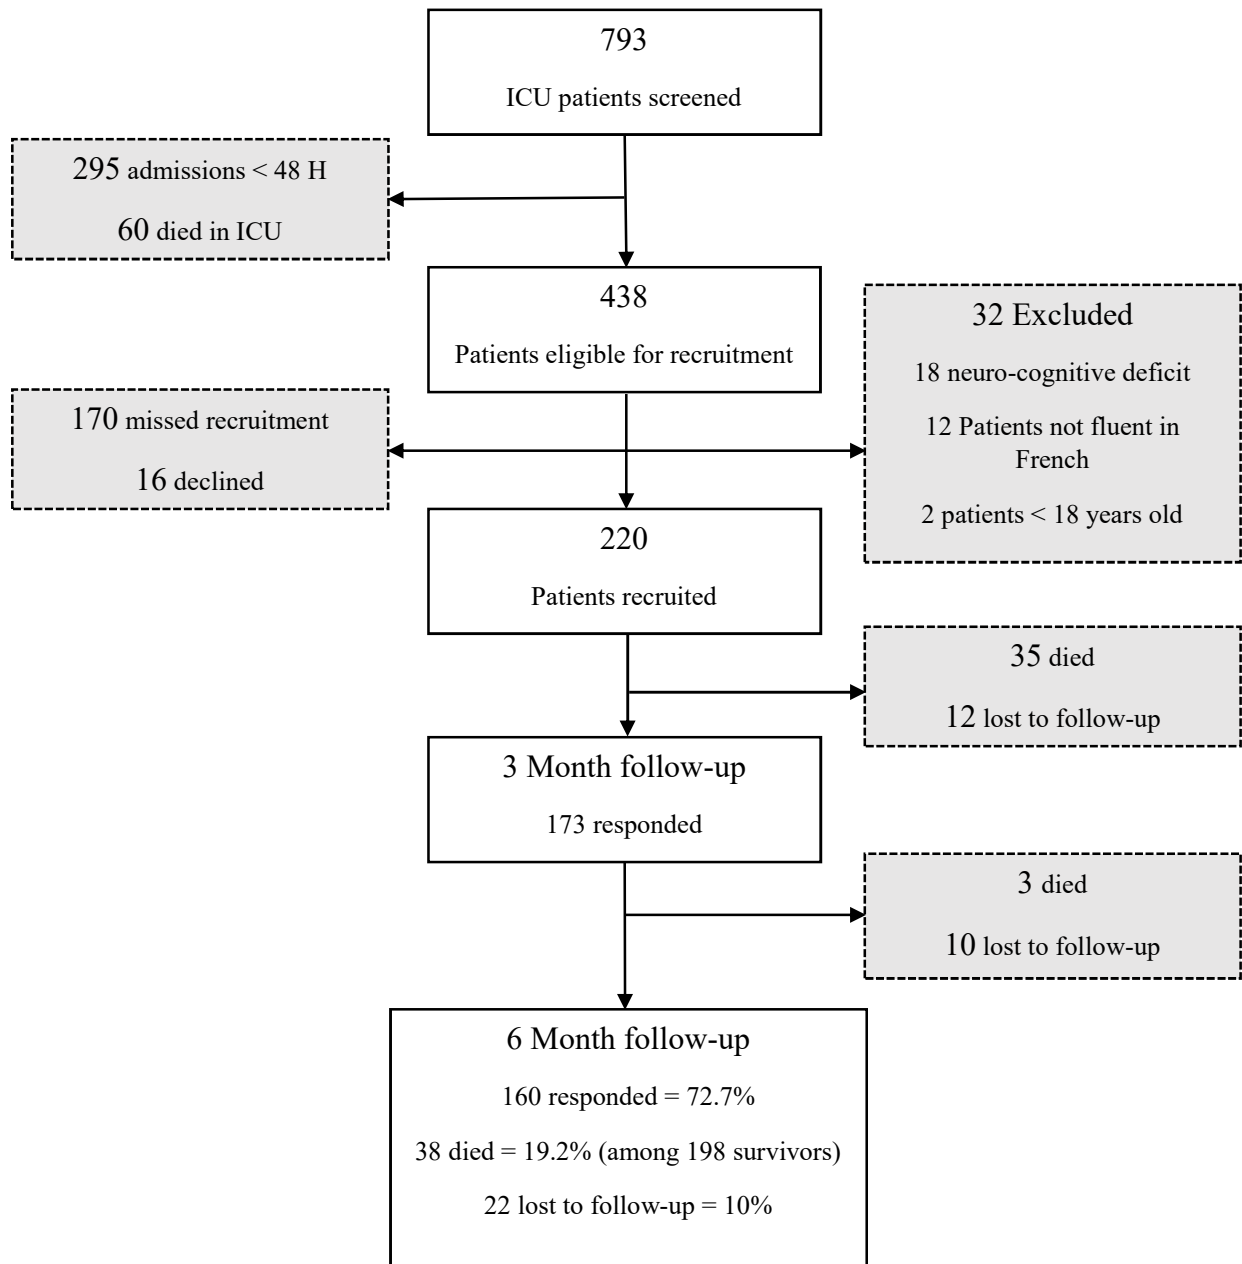 793
ICU patients screened
295 admissions < 48 H
60 died in ICU
438
Patients eligible for recruitment
32 Excluded
18 neuro-cognitive deficit
12 Patients not fluent in
French
2 patients < 18 years old
170 missed recruitment
16 declined
220
Patients recruited
35 died
12 lost to follow-up
3 Month follow-up
173 responded
3 died
10 lost to follow-up
6 Month follow-up
160 responded = 72.7%
38 died = 19.2% (among 198 survivors)
22 lost to follow-up = 10%